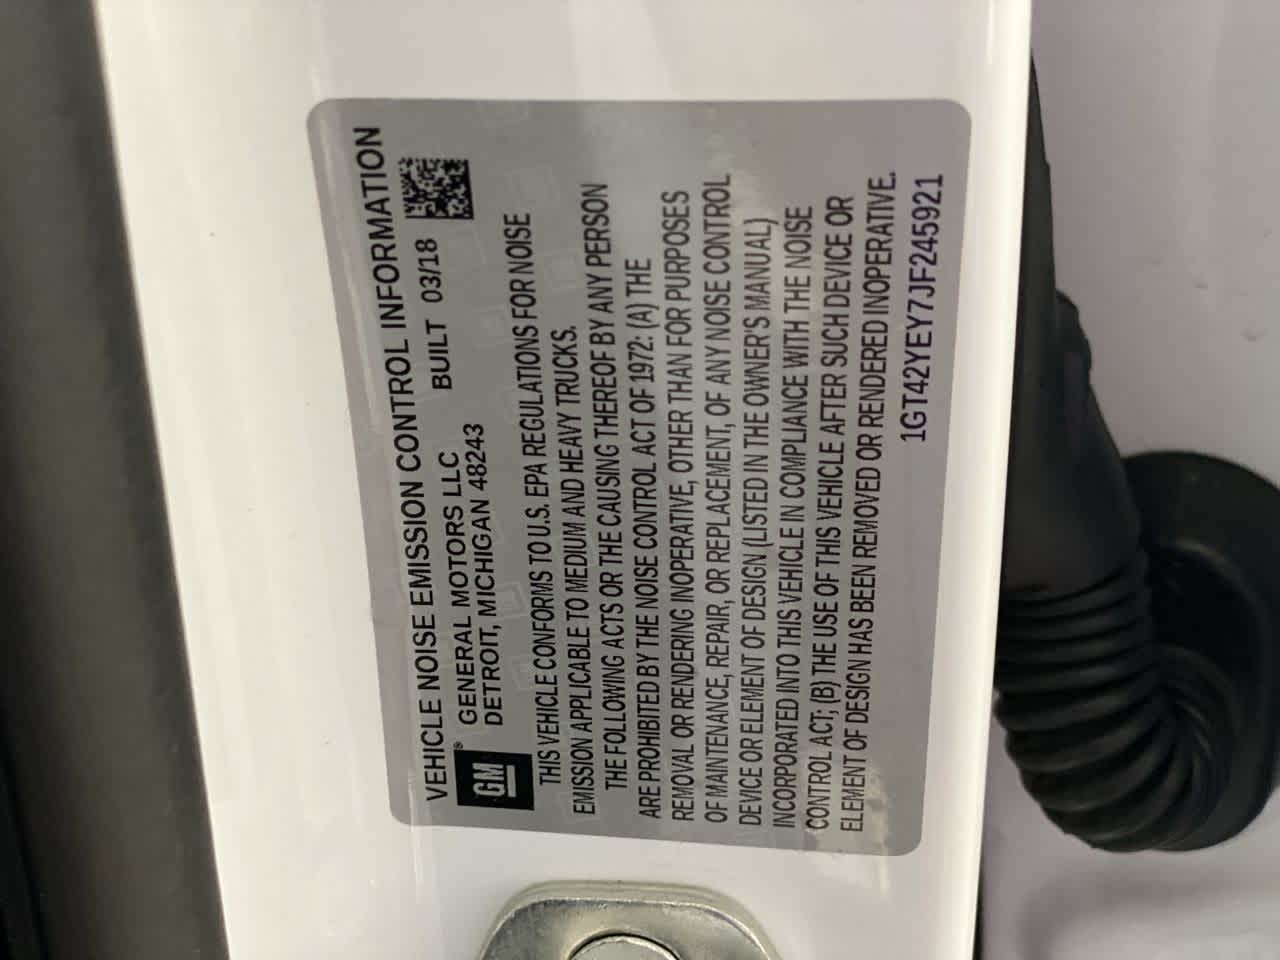 VEHICLE NOISE EMISSION CONTROL INFORMATION
GM®
GENERAL MOTORS LLC BUILT 03/18
DETROIT, MICHIGAN 48243
THIS VEHICLE CONFORMS TO U.S. EPA REGULATIONS FOR NOISE
EMISSION APPLICABLE TO MEDIUM AND HEAVY TRUCKS.
THE FOLLOWING ACTS OR THE CAUSING THEREOF BY ANY PERSON
ARE PROHIBITED BY THE NOISE CONTROL ACT OF 1972: (A) THE
REMOVAL OR RENDERING INOPERATIVE, OTHER THAN FOR PURPOSES
OF MAINTENANCE, REPAIR, OR REPLACEMENT, OF ANY NOISE CONTROL
DEVICE OR ELEMENT OF DESIGN (LISTED IN THE OWNER'S MANUAL)
INCORPORATED INTO THIS VEHICLE IN COMPLIANCE WITH THE NOISE
CONTROL ACT; (B) THE USE OF THIS VEHICLE AFTER SUCH DEVICE OR
ELEMENT OF DESIGN HAS BEEN REMOVED OR RENDERED INOPERATIVE.
1GT42YEY7JF245921